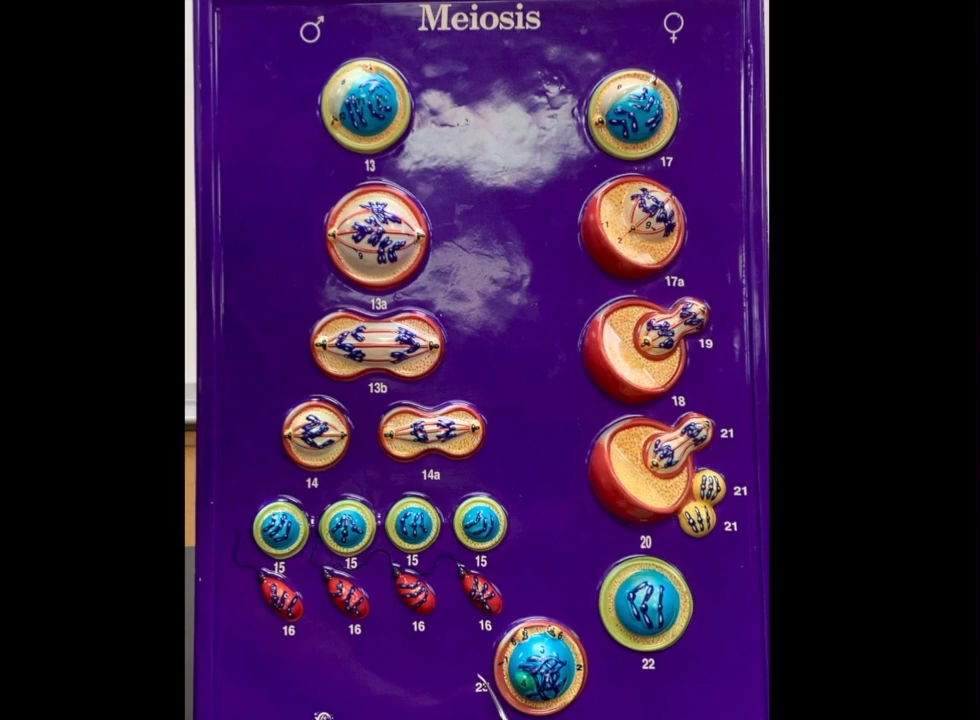 Meiosis
♂ ♀
13 17
13a 17a
13b 19
18
14 14a 21
21
21
20
15 15 15 15
16 16 16 16
22